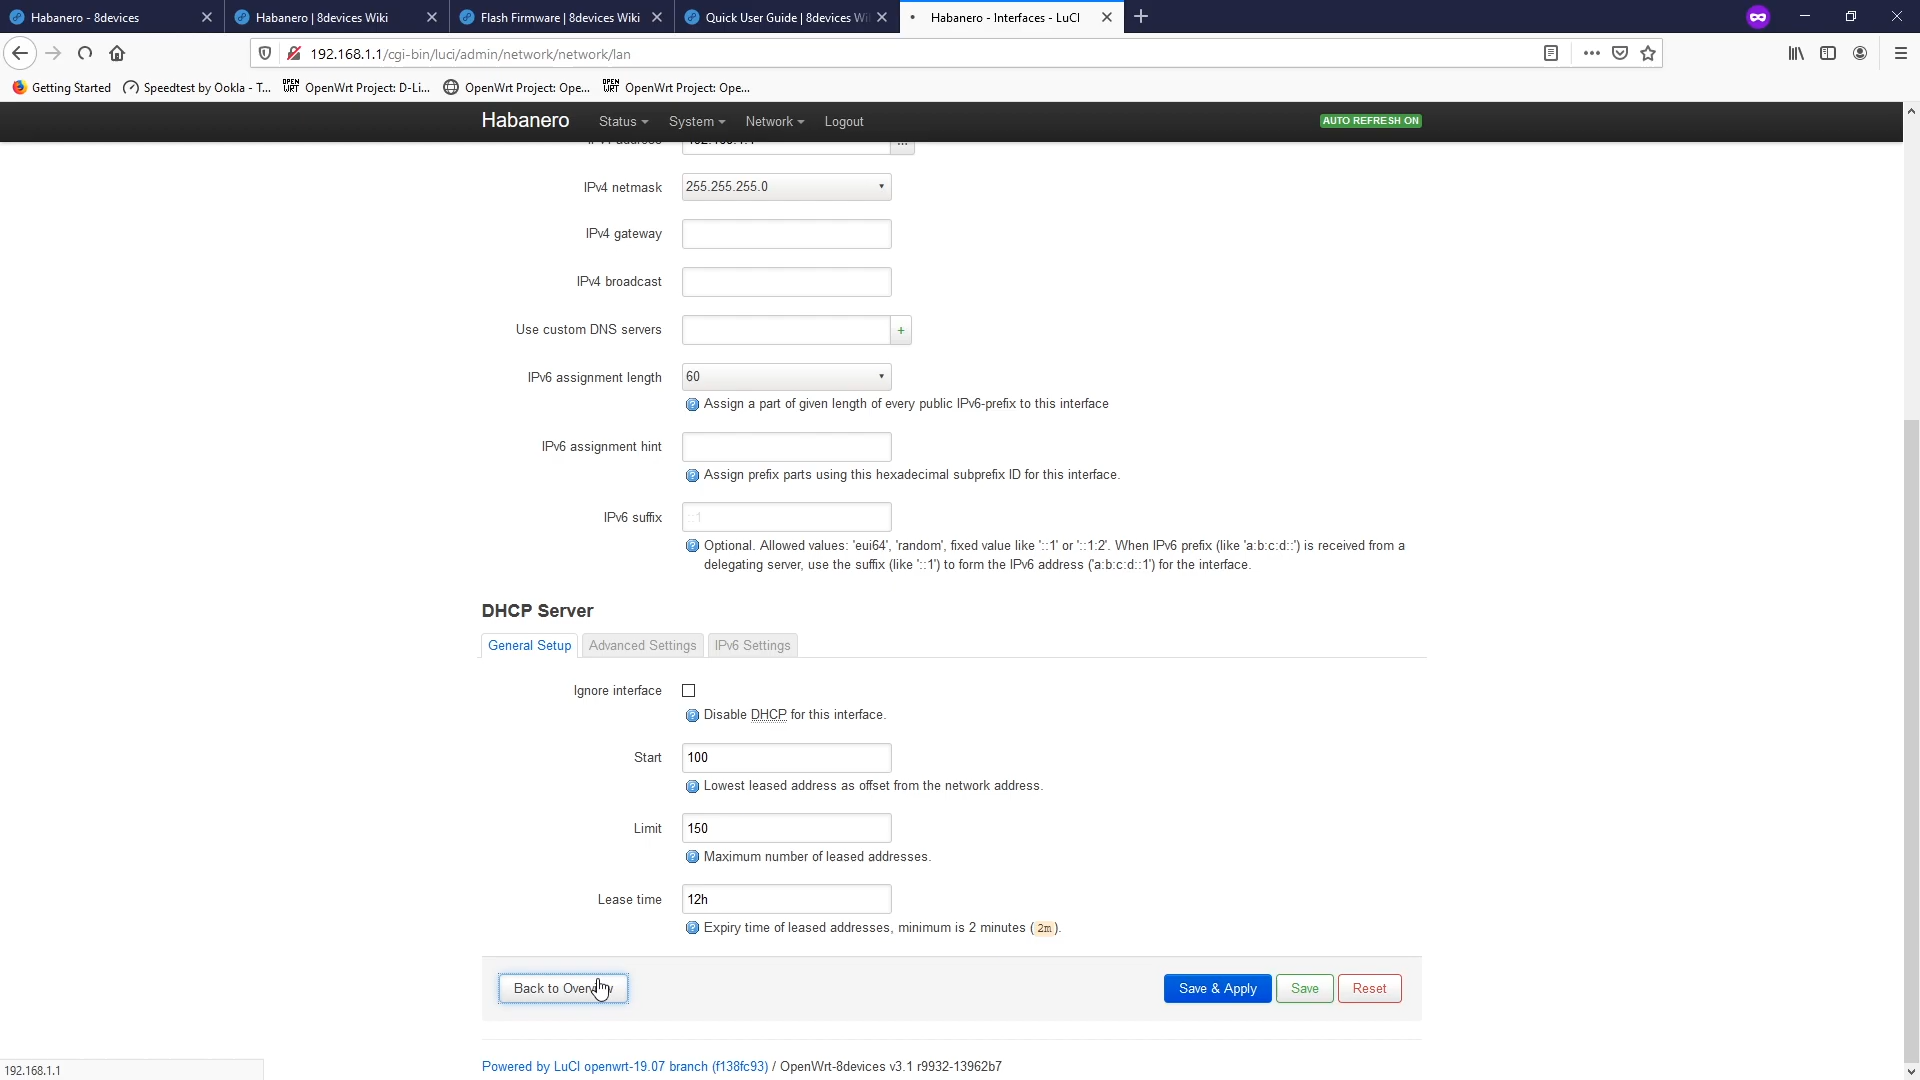 Habanero - 8devices
Habanero | 8devices Wiki
Flash Firmware | 8devices Wiki
Quick User Guide | 8devices Wi
Habanero - Interfaces - LuCI
192.168.1.1/cgi-bin/luci/admin/network/network/lan
Getting Started
Speedtest by Ookla - T...
OPEN WRT
OpenWrt Project: D-Li...
OpenWrt Project: Ope...
OPEN WRT
OpenWrt Project: Ope...
Habanero
Status
System
Network
Logout
AUTO REFRESH ON
...
IPv4 netmask
255.255.255.0
IPv4 gateway
IPv4 broadcast
Use custom DNS servers
+
IPv6 assignment length
60
Assign a part of given length of every public IPv6-prefix to this interface
IPv6 assignment hint
Assign prefix parts using this hexadecimal subprefix ID for this interface.
IPv6 suffix
::1
Optional. Allowed values: 'eui64', 'random', fixed value like '::1' or '::1:2'. When IPv6 prefix (like 'a:b:c:d::') is received from a
delegating server, use the suffix (like '::1') to form the IPv6 address ('a:b:c:d::1') for the interface.
DHCP Server
General Setup
Advanced Settings
IPv6 Settings
Ignore interface
Disable DHCP for this interface.
Start
100
Lowest leased address as offset from the network address.
Limit
150
Maximum number of leased addresses.
Lease time
12h
Expiry time of leased addresses, minimum is 2 minutes (2m).
Back to
Save & Apply
Save
Reset
192.168.1.1
Powered by LuCI openwrt-19.07 branch (f138fc93) / OpenWrt-8devices v3.1 r9932-13962b7